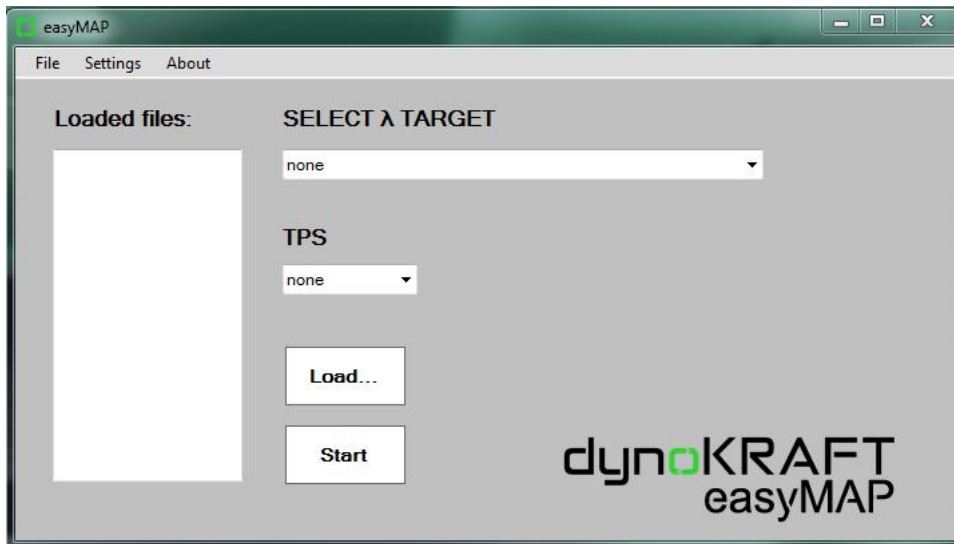 easyMAP
File Settings About
Loaded files:
SELECT λ TARGET
none
TPS
none
Load...
Start
dynoKRAFT
easyMAP